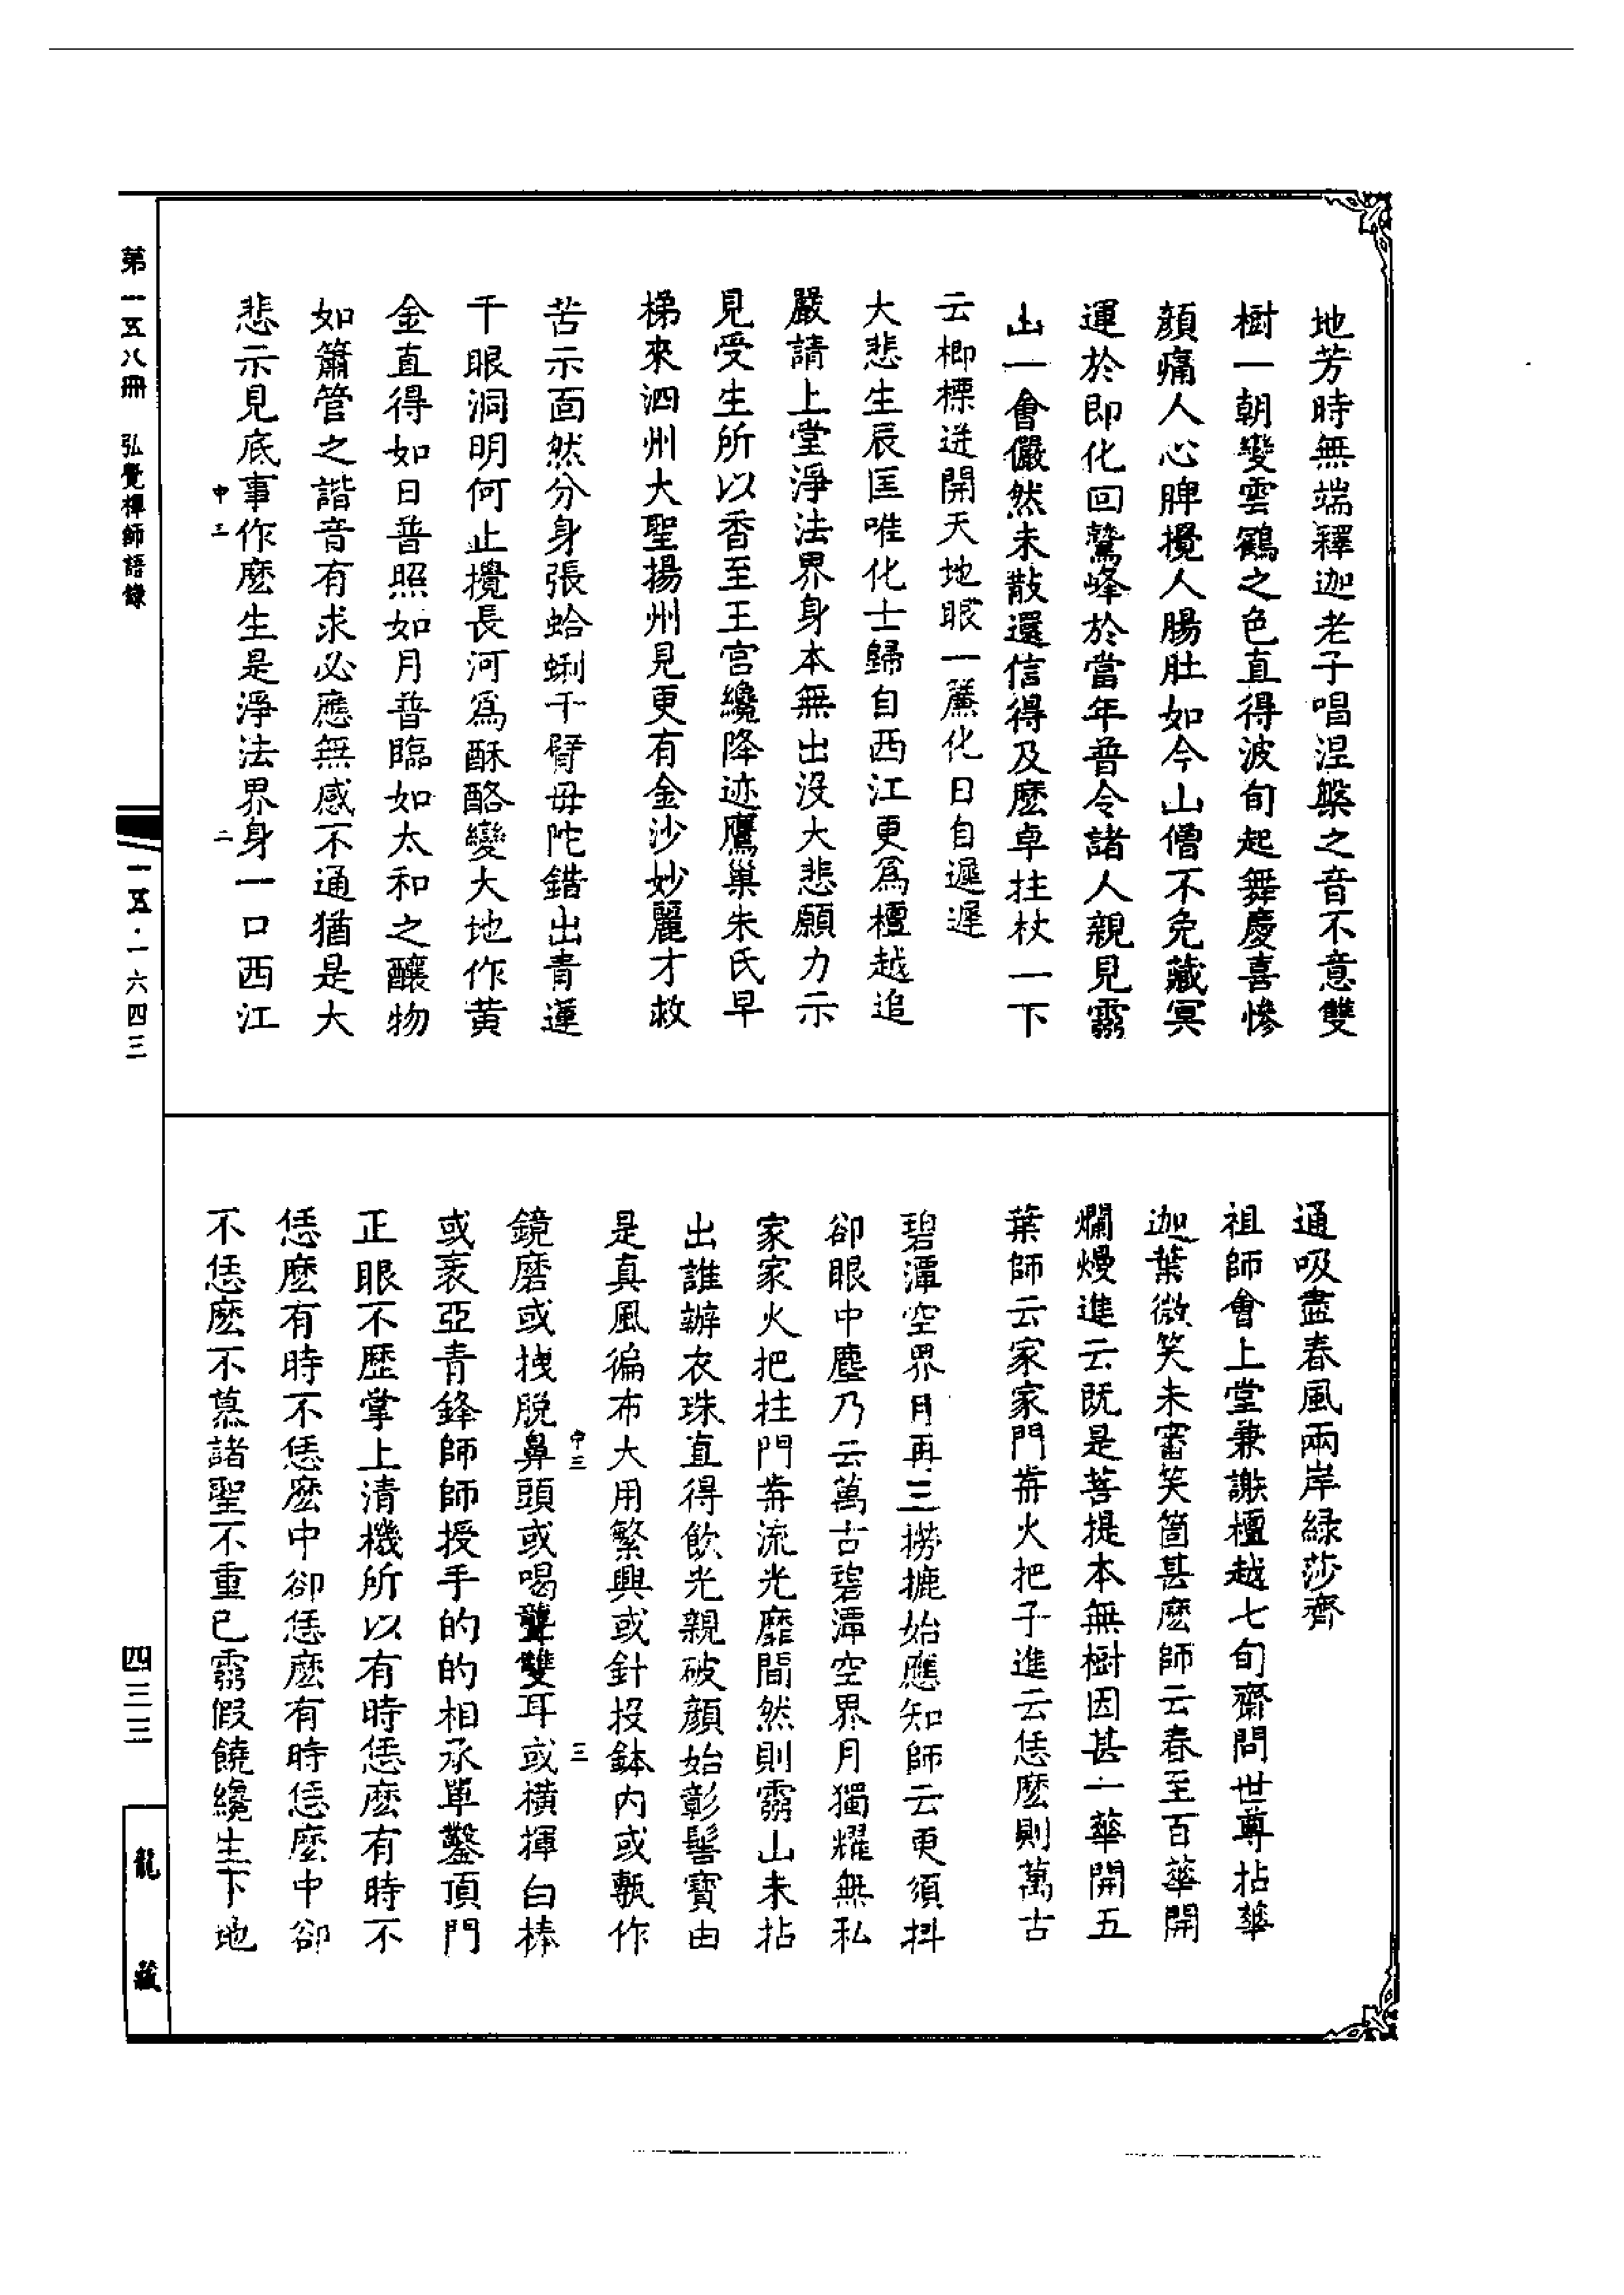 地芳時無端釋迦老子唱涅槃之音不意雙
樹一朝變雲鶴之色直得波旬起舞慶喜慘
顏痛人心脾攪人腸肚如今山僧不免藏冥
運於即化回鷲峰於當年普令諸人親見靈
山一會儼然未散還信得及麽卓拄杖一下
云楖𣗖迸開天地眼一簾化日自遲遲
大悲生辰匡唯化士歸自西江更爲檀越追
嚴請上堂淨法界身本無出沒大悲願力示
見受生所以香至王宮纔降迹鷹巢朱氏早
梯來泗州大聖揚州見更有金沙妙麗才救
苦示面然分身張蛤蜊千臂毋陀錯出青蓮
千眼洞明何止攪長河爲酥酪變大地作黃
金直得如日普照如月普臨如太和之釀物
如簫管之諧音有求必應無感不通猶是大
悲示見底事作麽生是淨法界身一口西江
中三
二
通吸盡春風兩岸綠莎齊
祖師會上堂兼謝檀越七旬齋問世尊拈華
迦葉微笑未審笑箇甚麽師云春至百華開
爛熳進云既是菩提本無樹因甚一華開五
葉師云家家門前火把子進云恁麽則萬古
碧潭空界月再三撈摝始應知師云更須抖
卻眼中塵乃云萬古碧潭空界月獨耀無私
家家火把拄門前流光靡間然則靈山未拈
出誰辦衣珠直得飲光親破顏始彰髻寶由
是真風徧布大用繁興或針投鉢内或甎作
中三
三
鏡磨或拽脫鼻頭或喝聾雙耳或橫揮白棒
或裹亞青鋒師師授手的的相承單鑿頂門
正眼不歷掌上清機所以有時恁麽有時不
恁麽有時不恁麽中卻恁麽有時恁麽中卻
不恁麽不慕諸聖不重已靈假饒纔生下地
第一五八冊 弘覺禪師語錄
一五·一六四三
四三三
龍藏